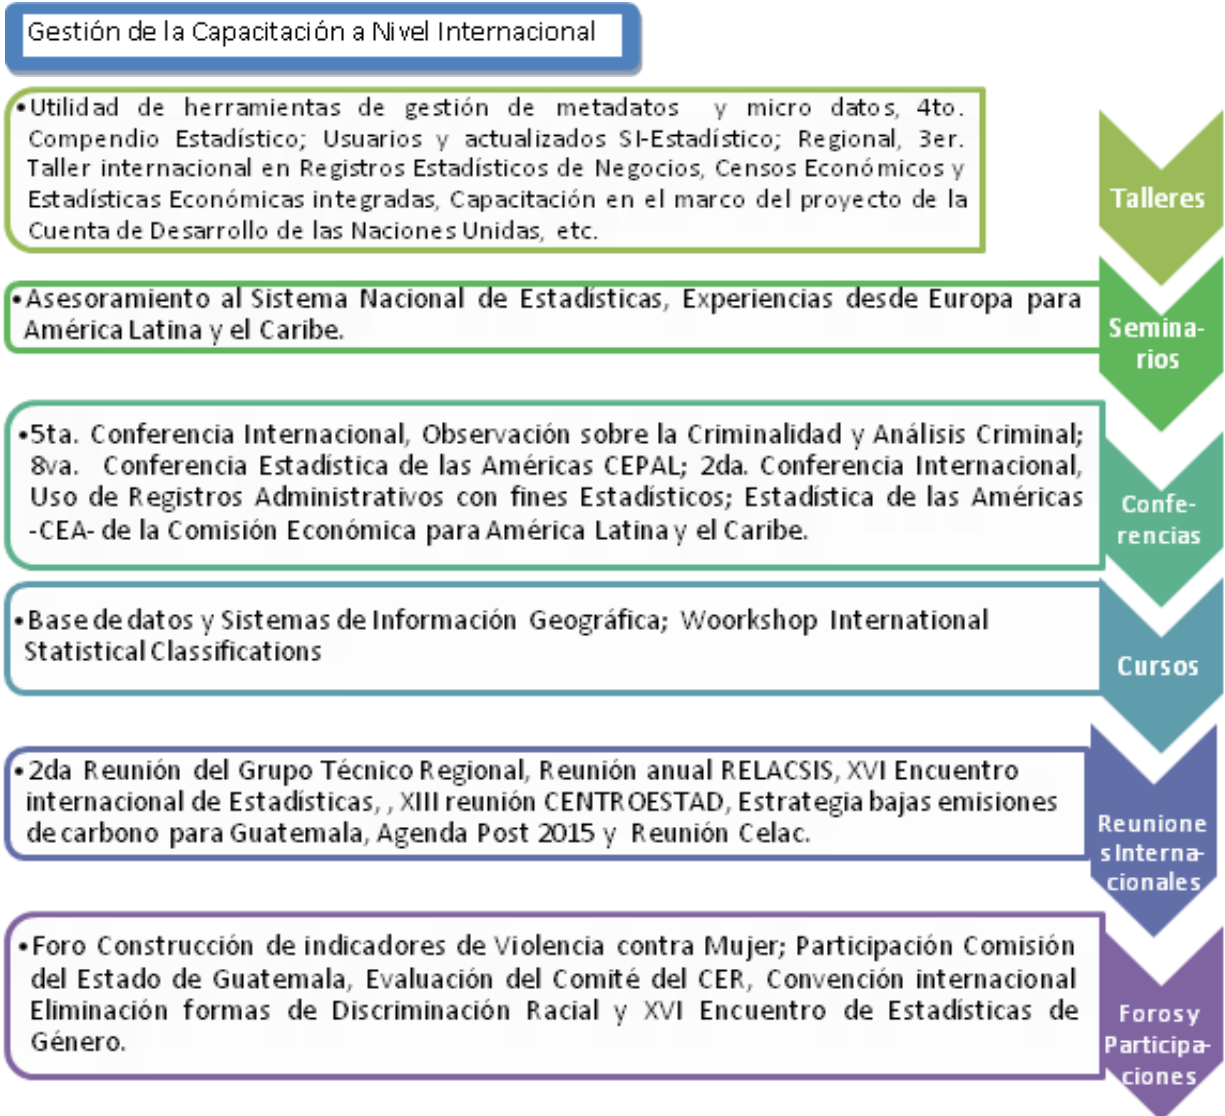 Gestión de la Capacitación a Nivel Internacional
•Utilidad de herramientas de gestión de metadatos y micro datos, 4to.
Compendio Estadístico; Usuarios y actualizados SI-Estadístico; Regional, 3er.
Taller internacional en Registros Estadísticos de Negocios, Censos Económicos y
Estadísticas Económicas integradas, Capacitación en el marco del proyecto de la
Cuenta de Desarrollo de las Naciones Unidas, etc.
Talleres
•Asesoramiento al Sistema Nacional de Estadísticas, Experiencias desde Europa para
América Latina y el Caribe.
Semina-
rios
•5ta. Conferencia Internacional, Observación sobre la Criminalidad y Análisis Criminal;
8va. Conferencia Estadística de las Américas CEPAL; 2da. Conferencia Internacional,
Uso de Registros Administrativos con fines Estadísticos; Estadística de las Américas
-CEA- de la Comisión Económica para América Latina y el Caribe.
Confe-
rencias
•Base de datos y Sistemas de Información Geográfica; Woorkshop International
Statistical Classifications
Cursos
•2da Reunión del Grupo Técnico Regional, Reunión anual RELACSIS, XVI Encuentro
internacional de Estadísticas, , XIII reunión CENTROESTAD, Estrategia bajas emisiones
de carbono para Guatemala, Agenda Post 2015 y Reunión Celac.
Reunione
s Interna-
cionales
•Foro Construcción de indicadores de Violencia contra Mujer; Participación Comisión
del Estado de Guatemala, Evaluación del Comité del CER, Convención internacional
Eliminación formas de Discriminación Racial y XVI Encuentro de Estadísticas de
Género.
Foros y
Participa-
ciones